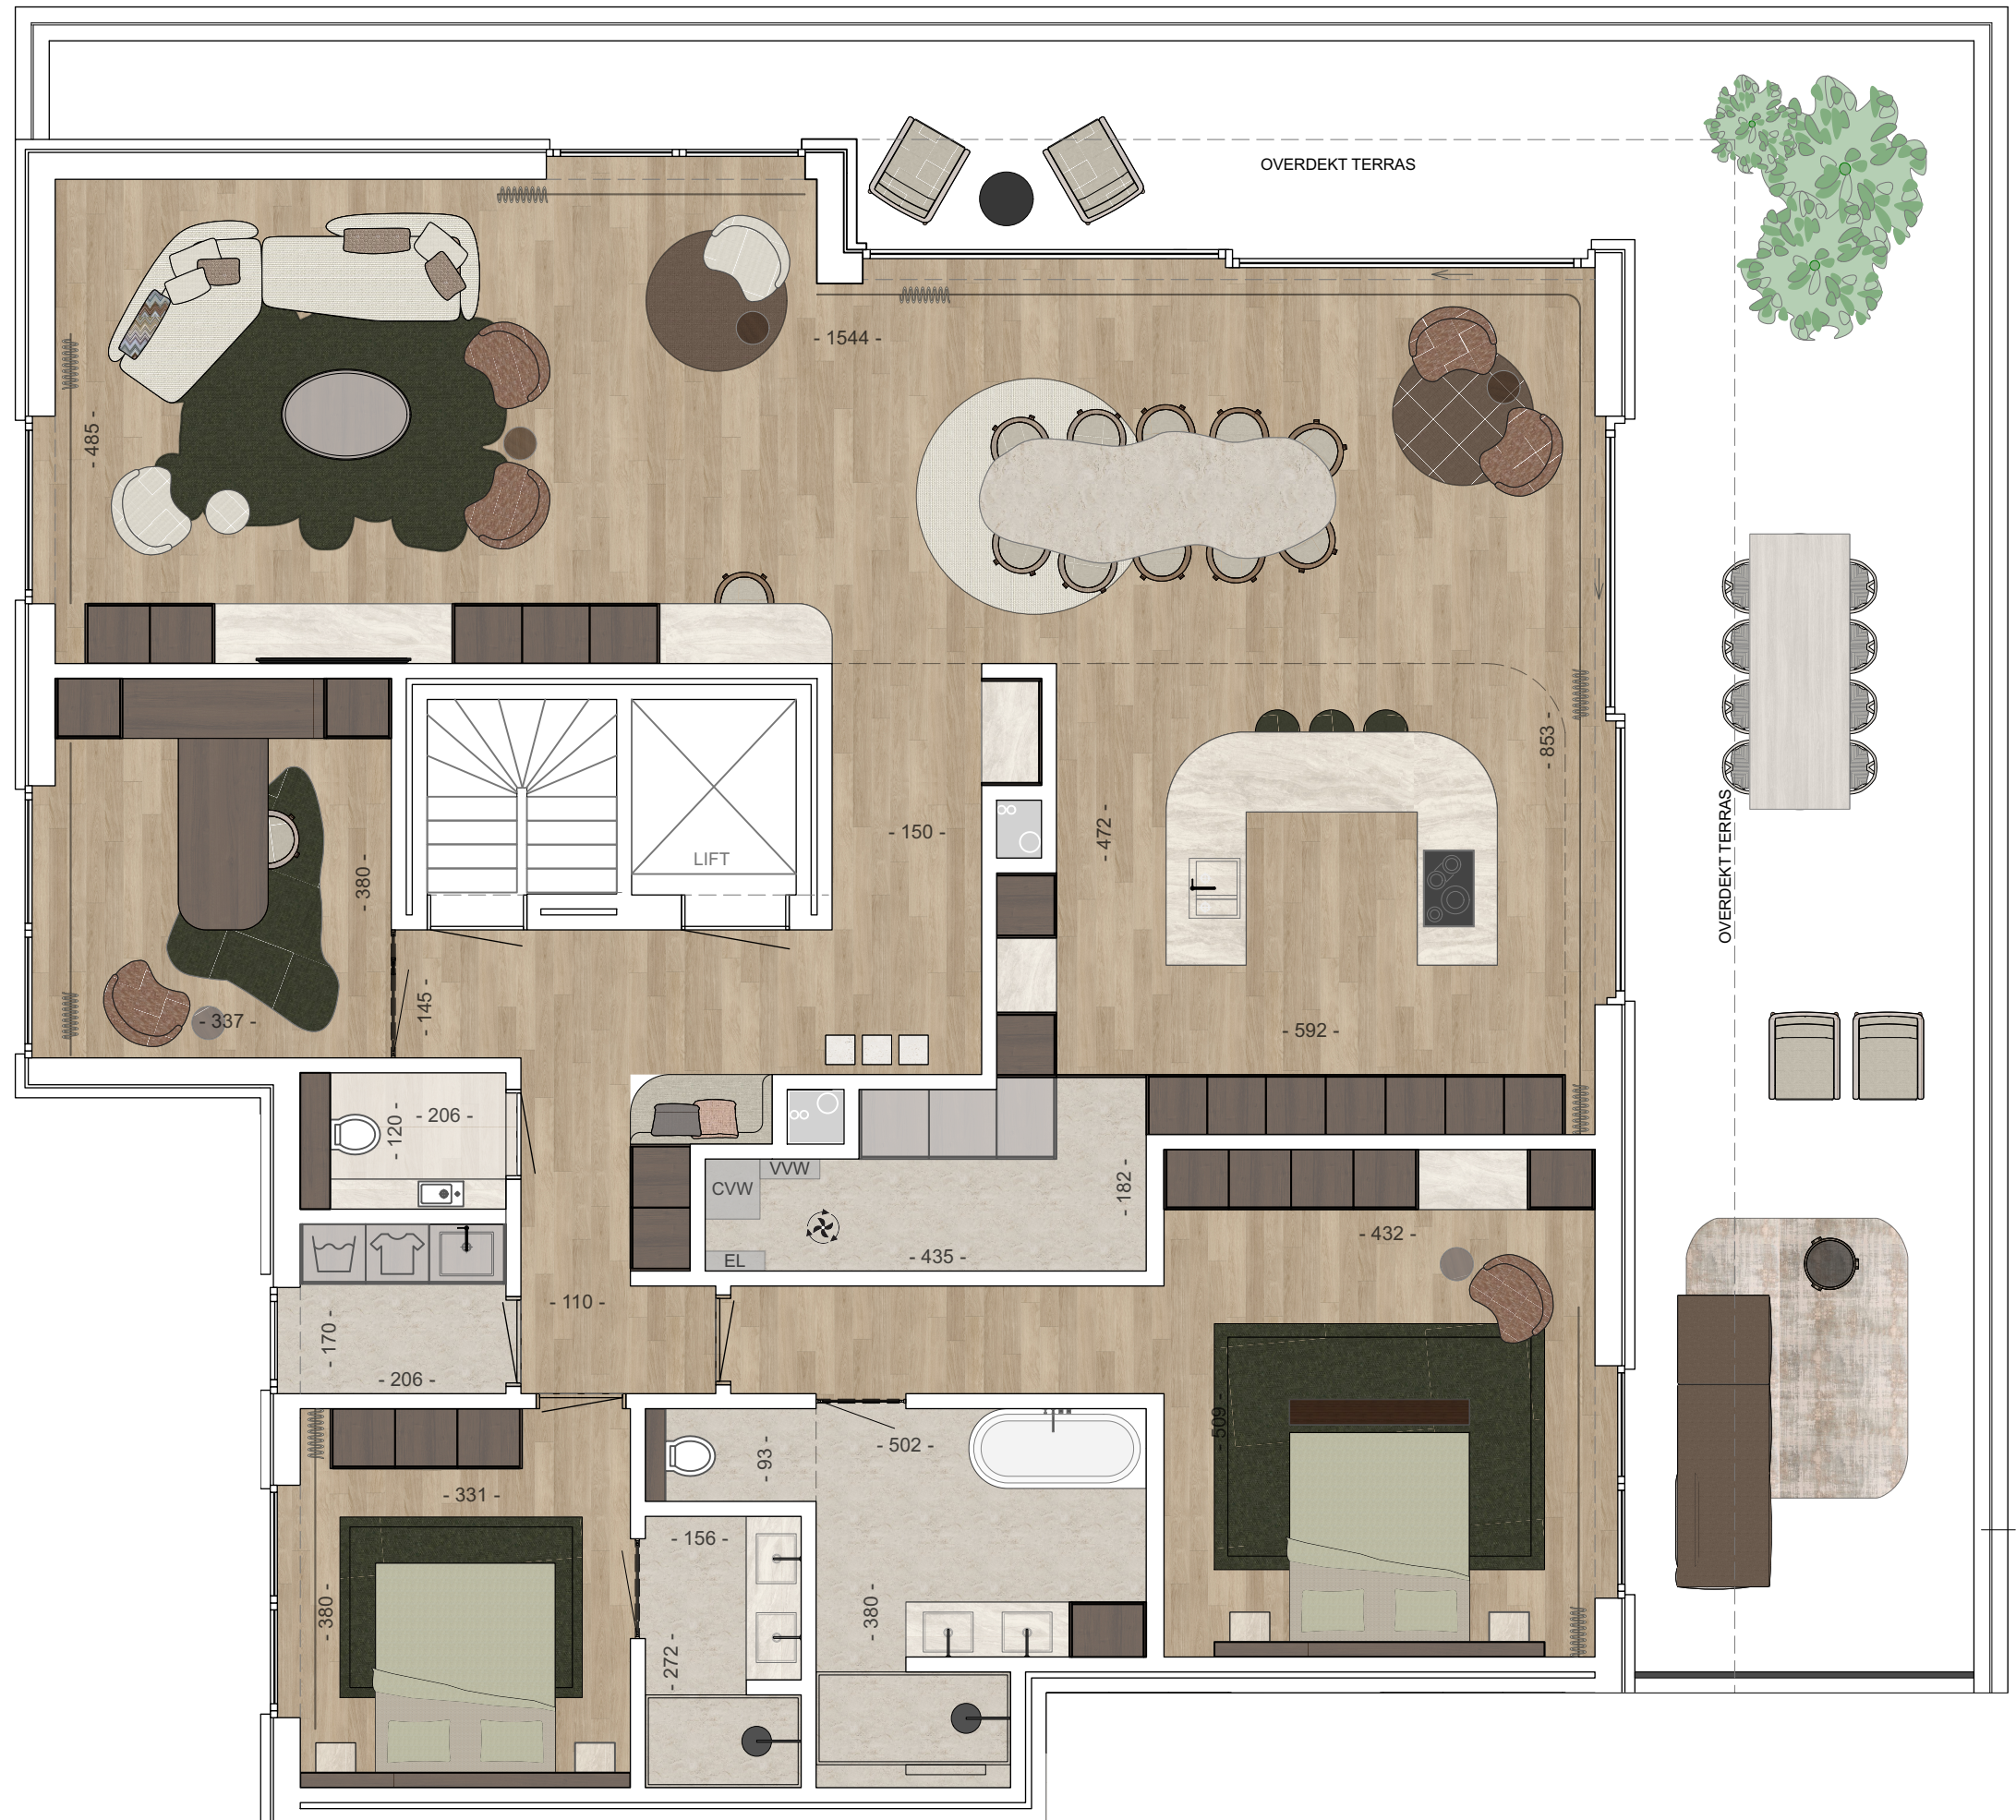 OVERDEKT TERRAS
- 1544 -
- 485 -
- 853 -
- 150 -
- 472 -
LIFT
- 380 -
OVERDEKT TERRAS
- 145 -
- 337 -
- 592 -
- 120 -
- 206 -
VVW
CVW
- 182 -
- 432 -
EL
- 435 -
- 110 -
- 170 -
- 206 -
- 509 -
- 93 -
- 502 -
- 331 -
- 156 -
- 380 -
- 380 -
- 272 -